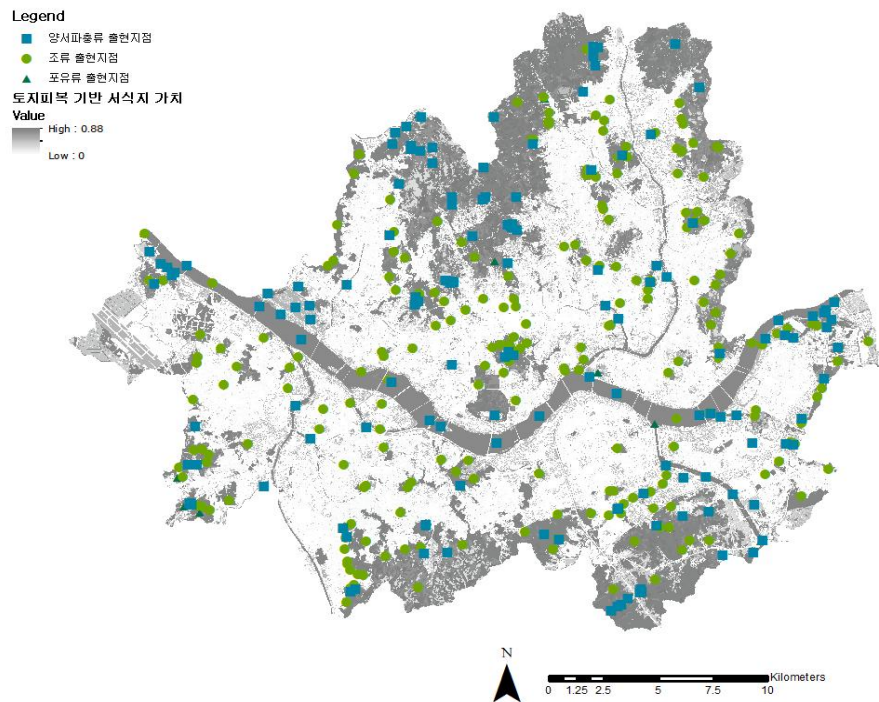 Legend
양서파충류 출현지점
조류 출현지점
포유류 출현지점
토지피복 기반 서식지 가치
Value
High : 0.88
Low : 0
N
Kilometers
0 1.25 2.5 5 7.5 10